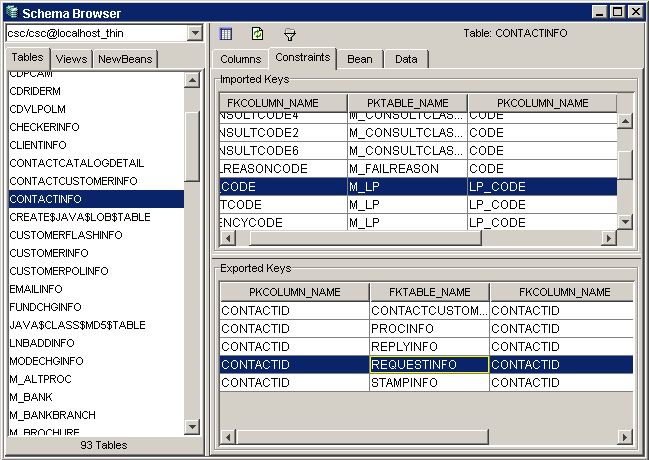 Schema Browser
csc/csc@localhost_thin
Table: CONTACTINFO
Tables Views NewBeans
Columns Constraints Bean Data
CDPCAM
CDRIDERM
CDVLPOLM
CHECKERINFO
CLIENTINFO
CONTACTCATALOGDETAIL
CONTACTCUSTOMERINFO
CONTACTINFO
CREATE$JAVA$LOB$TABLE
CUSTOMERFLASHINFO
CUSTOMERINFO
CUSTOMERPOLINFO
EMAILINFO
FUNDCHGINFO
JAVA$CLASS$MD5$TABLE
LNBADDINFO
MODECHGINFO
M_ALTPROC
M_BANK
M_BANKBRANCH
M_BROCHURE
93 Tables
Imported Keys
FKCOLUMN_NAME PKTABLE_NAME PKCOLUMN_NAME
NSULTCODE4 M_CONSULTCLAS... CODE
NSULTCODE2 M_CONSULTCLAS... CODE
NSULTCODE6 M_CONSULTCLAS... CODE
LREASONCODE M_FAILREASON CODE
CODE M_LP LP_CODE
TCODE M_LP LP_CODE
ENCYCODE M_LP LP_CODE
Exported Keys
PKCOLUMN_NAME FKTABLE_NAME FKCOLUMN_NAME
CONTACTID CONTACTCUSTOM... CONTACTID
CONTACTID PROCINFO CONTACTID
CONTACTID REPLYINFO CONTACTID
CONTACTID REQUESTINFO CONTACTID
CONTACTID STAMPINFO CONTACTID